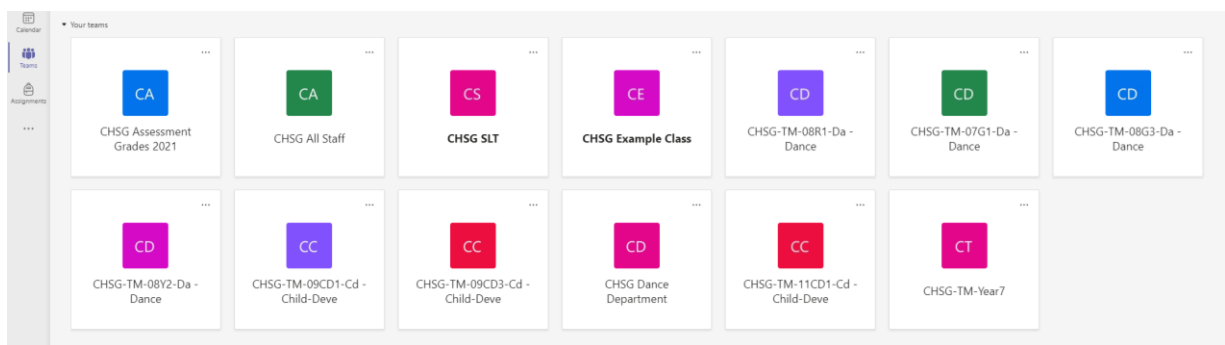 Calendar
Teams
Assignments
Your teams
CA
CHSG Assessment
Grades 2021
CA
CHSG All Staff
CS
CHSG SLT
CE
CHSG Example Class
CD
CHSG-TM-08R1-Da -
Dance
CD
CHSG-TM-07G1-Da -
Dance
CD
CHSG-TM-08G3-Da -
Dance
CD
CHSG-TM-08Y2-Da -
Dance
CC
CHSG-TM-09CD1-Cd -
Child-Deve
CC
CHSG-TM-09CD3-Cd -
Child-Deve
CD
CHSG Dance
Department
CC
CHSG-TM-11CD1-Cd -
Child-Deve
CT
CHSG-TM-Year7